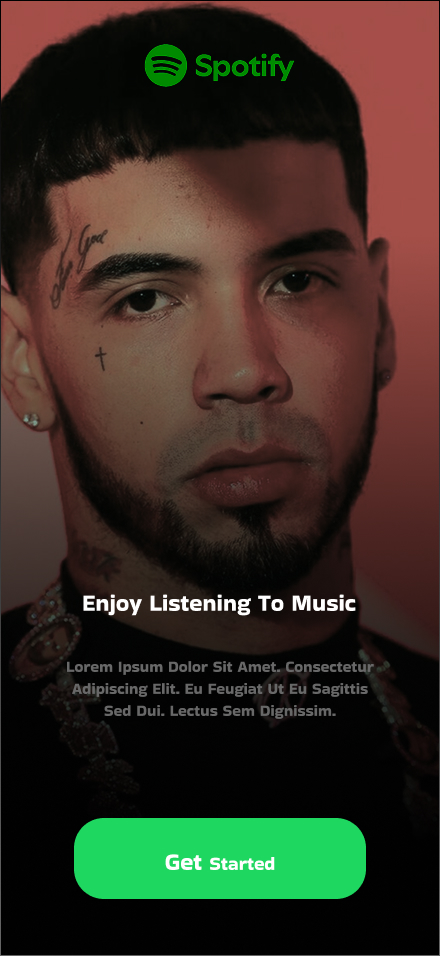 Spotify
Enjoy Listening To Music
Lorem Ipsum Dolor Sit Amet. Consectetur
Adipiscing Elit. Eu Feugiat Ut Eu Sagittis
Sed Dui. Lectus Sem Dignissim.
Get Started